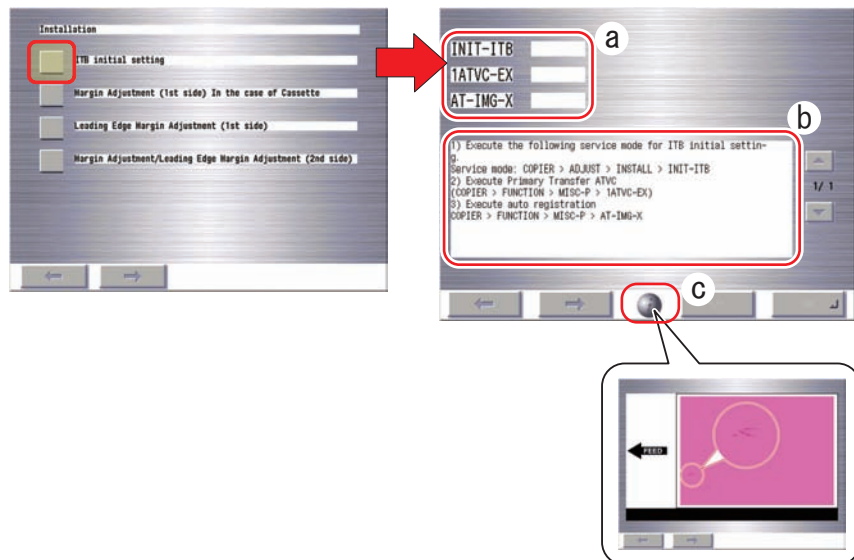 Installation
ITB initial setting
Margin Adjustment (1st side) In the case of Cassette
Leading Edge Margin Adjustment (1st side)
Margin Adjustment/Leading Edge Margin Adjustment (2nd side)
a
INIT-ITB
1ATVC-EX
AT-IMG-X
b
1) Execute the following service mode for ITB initial settin-
g.
Service mode: COPIER > ADJUST > INSTALL > INIT-ITB
2) Execute Primary Transfer ATVC
(COPIER > FUNCTION > MISC-P > 1ATVC-EX)
3) Execute auto registration
COPIER > FUNCTION > MISC-P > AT-IMG-X
1/ 1
c
FEED